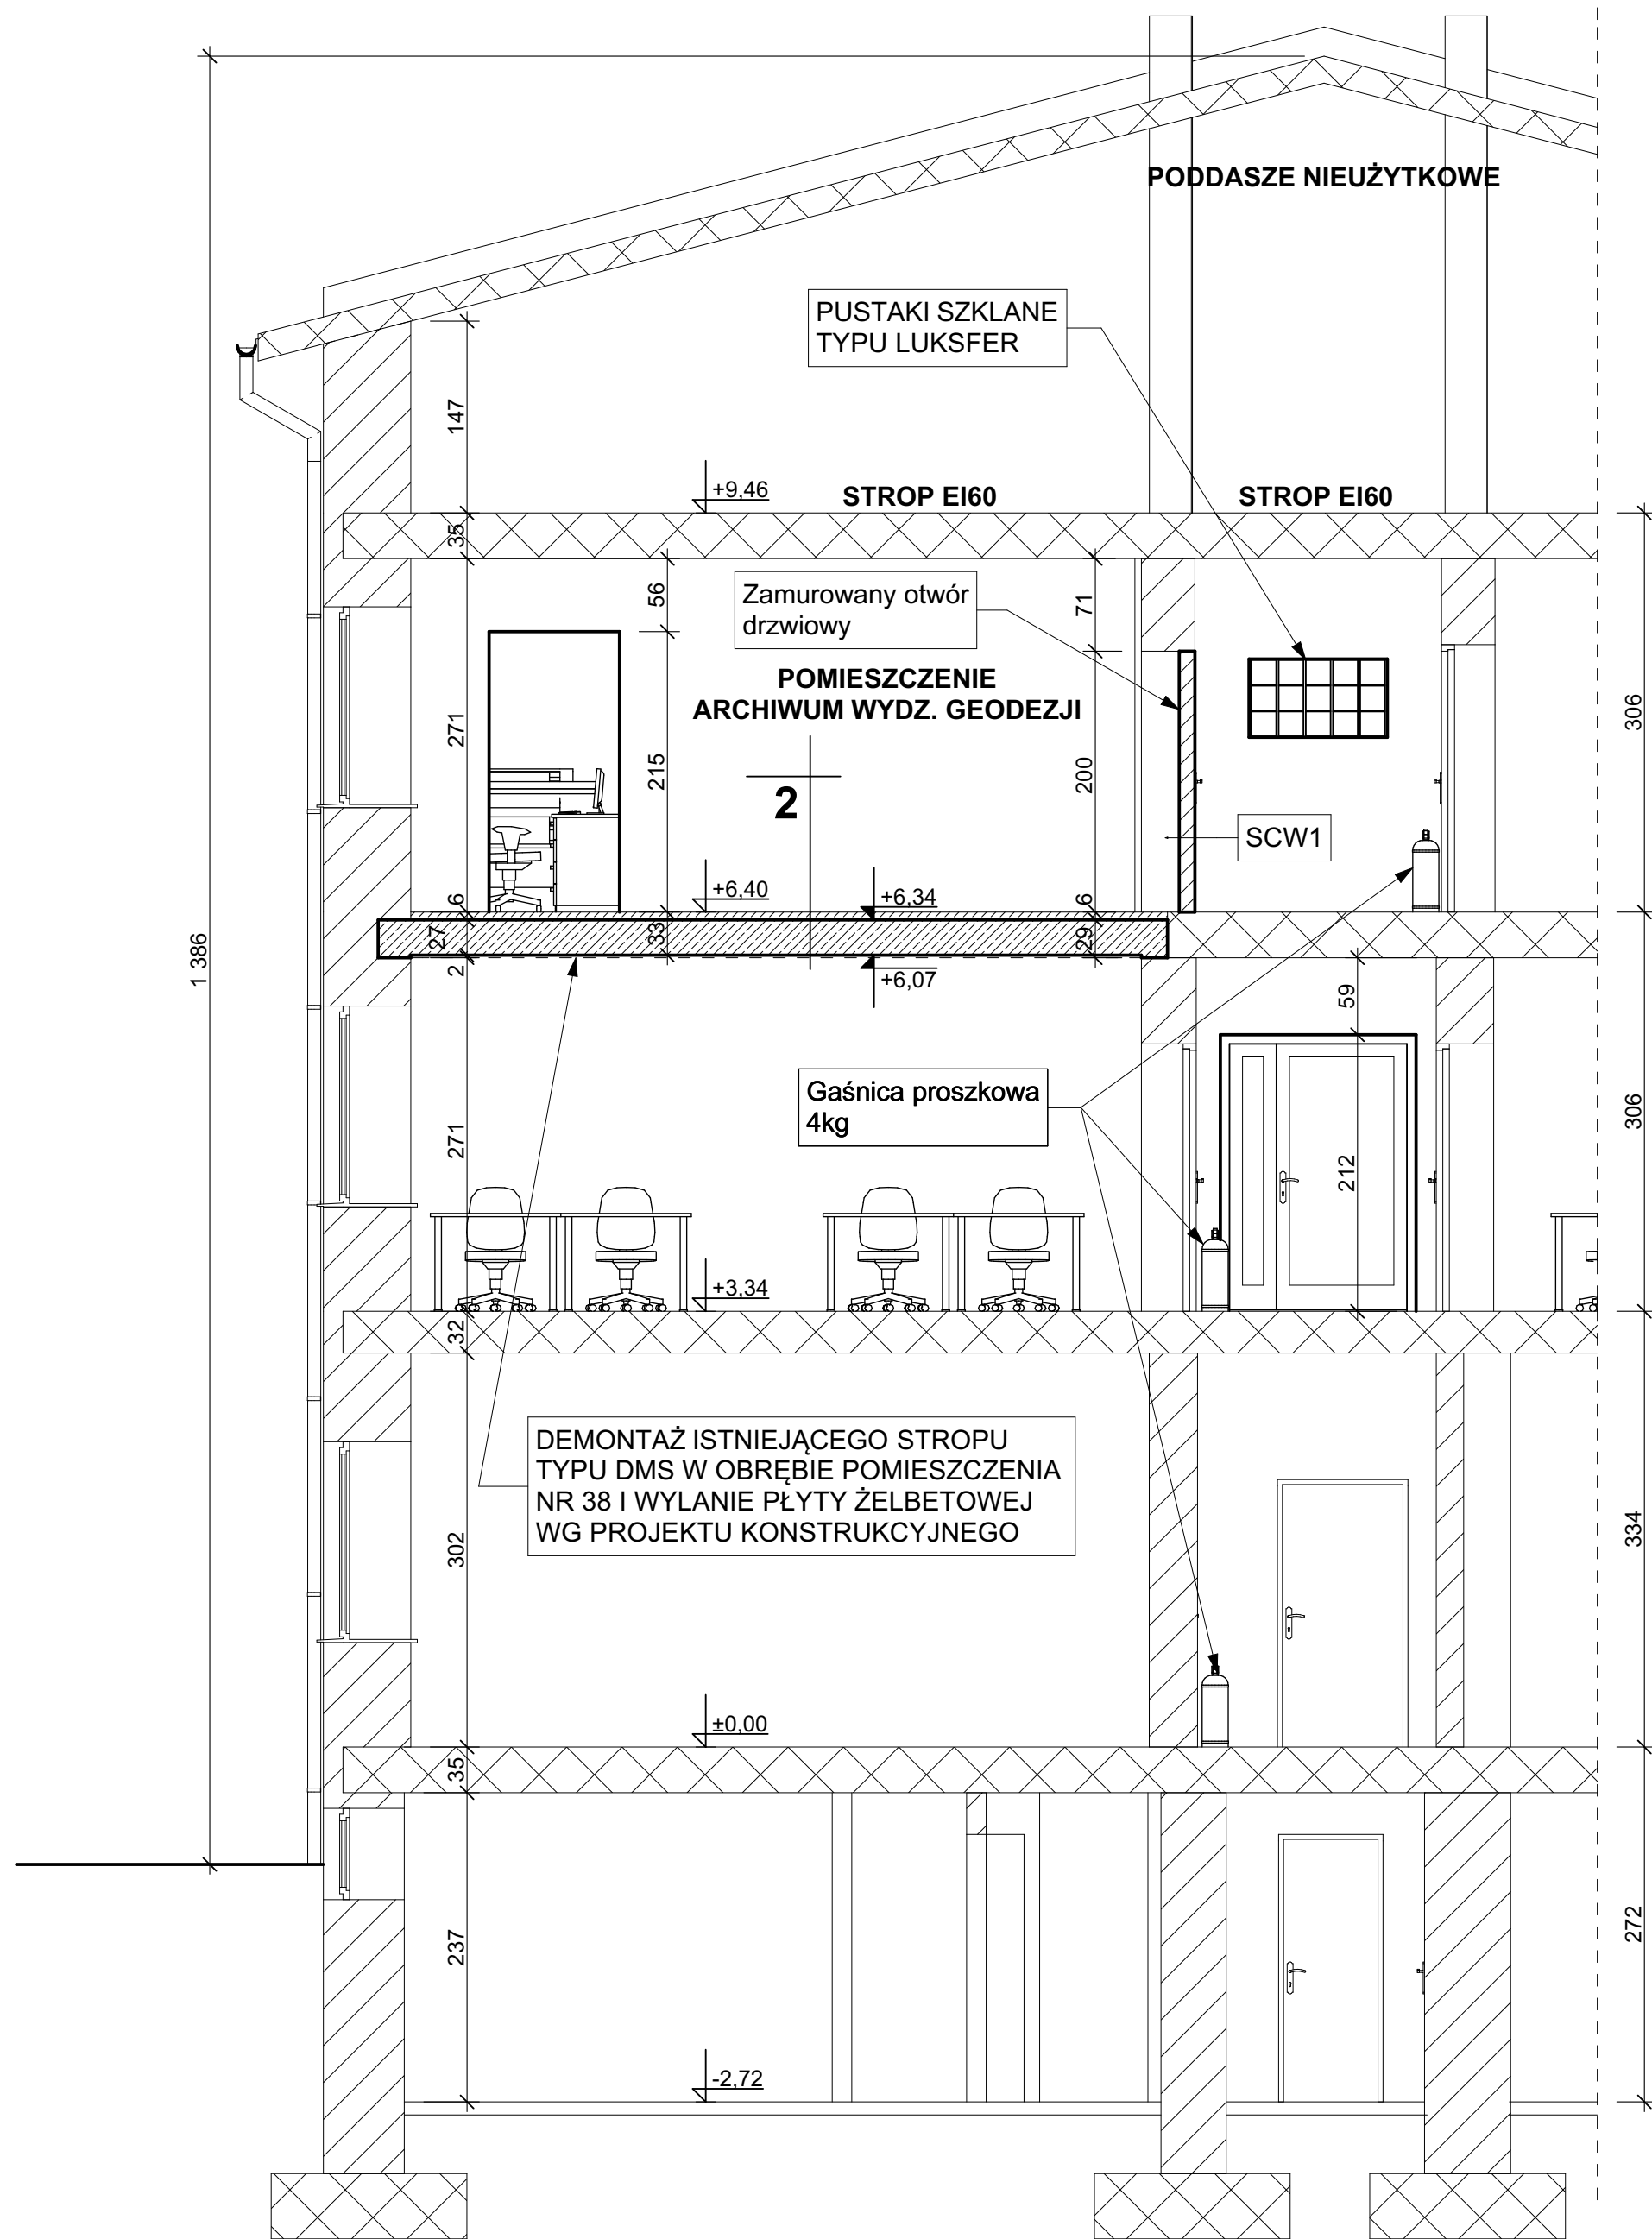 PODDASZE NIEUŻYTKOWE
PUSTAKI SZKLANE
TYPU LUKSFER
147
+9,46
STROP EI60
STROP EI60
35
56
Zamurowany otwór
drzwiowy
71
POMIESZCZENIE
ARCHIWUM WYDZ. GEODEZJI
271
215
2
200
306
SCW1
6
+6,40
+6,34
6
27
33
29
2
+6,07
1 386
59
Gaśnica proszkowa
4kg
271
212
306
+3,34
32
DEMONTAŻ ISTNIEJĄCEGO STROPU
TYPU DMS W OBRĘBIE POMIESZCZENIA
NR 38 I WYLANIE PŁYTY ŻELBETOWEJ
WG PROJEKTU KONSTRUKCYJNEGO
302
334
±0,00
35
237
272
-2,72